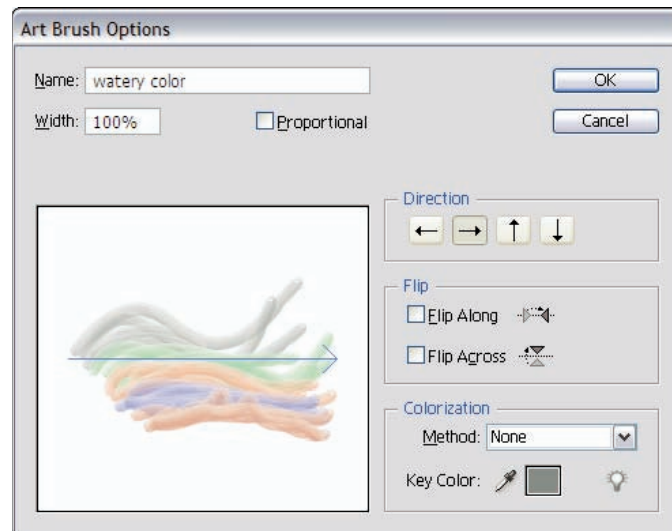 Art Brush Options
Name: watery color
OK
Width: 100%
Proportional
Cancel
Direction
Flip
Flip Along
Flip Across
Colorization
Method: None
Key Color: